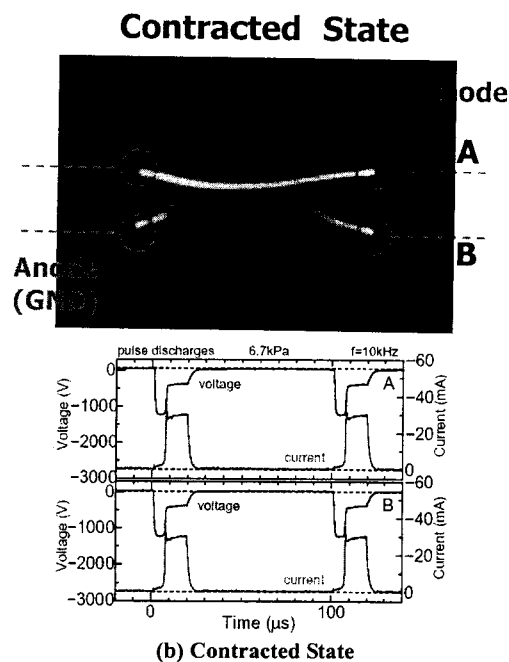 Contracted State
ode
A
B
Anod
(GND)
pulse discharges 6.7kPa f=10kHz
0
-1000
-2000
-3000
Voltage (V)
voltage
current
A
-60
-40
-20
0
Current (mA)
0
-1000
-2000
-3000
Voltage (V)
voltage
current
B
-60
-40
-20
0
Current (mA)
0 100
Time (μs)
(b) Contracted State